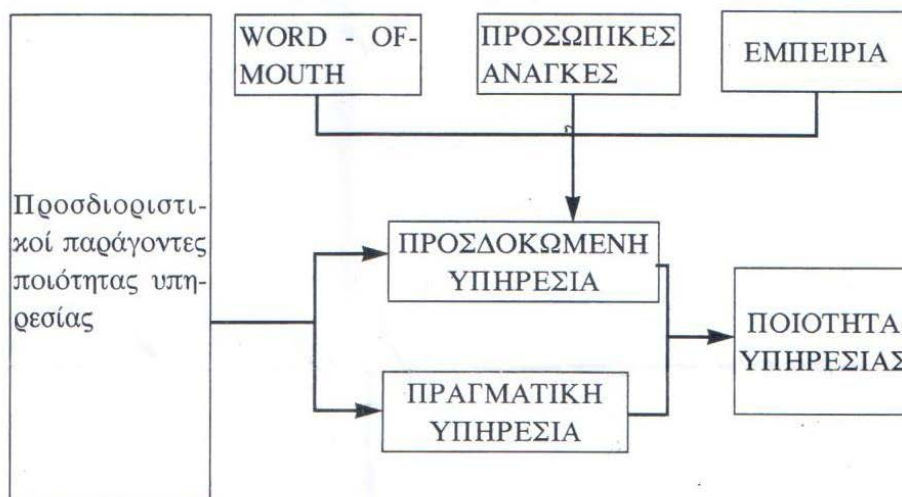 WORD - OF-
MOUTH
ΠΡΟΣΩΠΙΚΕΣ
ΑΝΑΓΚΕΣ
ΕΜΠΕΙΡΙΑ
Προσδιοριστι-
κοί παράγοντες
ποιότητας υπη-
ρεσίας
ΠΡΟΣΔΟΚΩΜΕΝΗ
ΥΠΗΡΕΣΙΑ
ΠΡΑΓΜΑΤΙΚΗ
ΥΠΗΡΕΣΙΑ
ΠΟΙΟΤΗΤΑ
ΥΠΗΡΕΣΙΑΣ